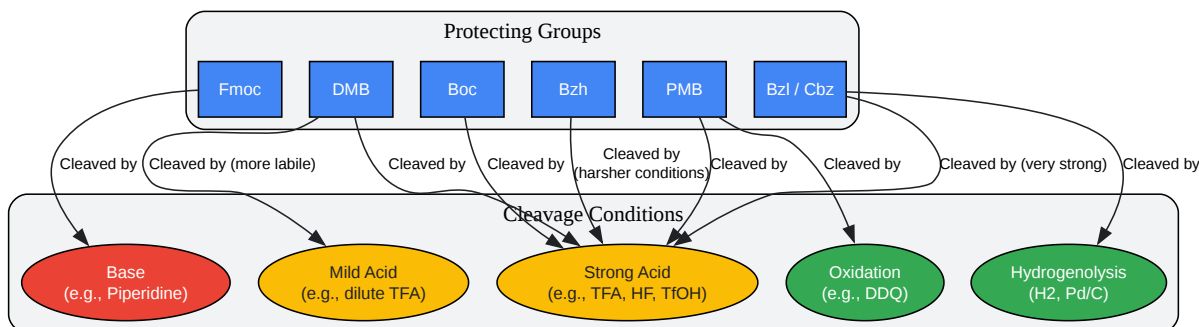 Protecting Groups
Fmoc
DMB
Boc
Bzh
PMB
Bzl / Cbz
Cleaved by
Cleaved by (more labile)
Cleaved by
Cleaved by
Cleaved by
(harsher conditions)
Cleaved by
Cleaved by
Cleaved by (very strong)
Cleaved by
Cleavage Conditions
Base
(e.g., Piperidine)
Mild Acid
(e.g., dilute TFA)
Strong Acid
(e.g., TFA, HF, TfOH)
Oxidation
(e.g., DDQ)
Hydrogenolysis
(H2, Pd/C)